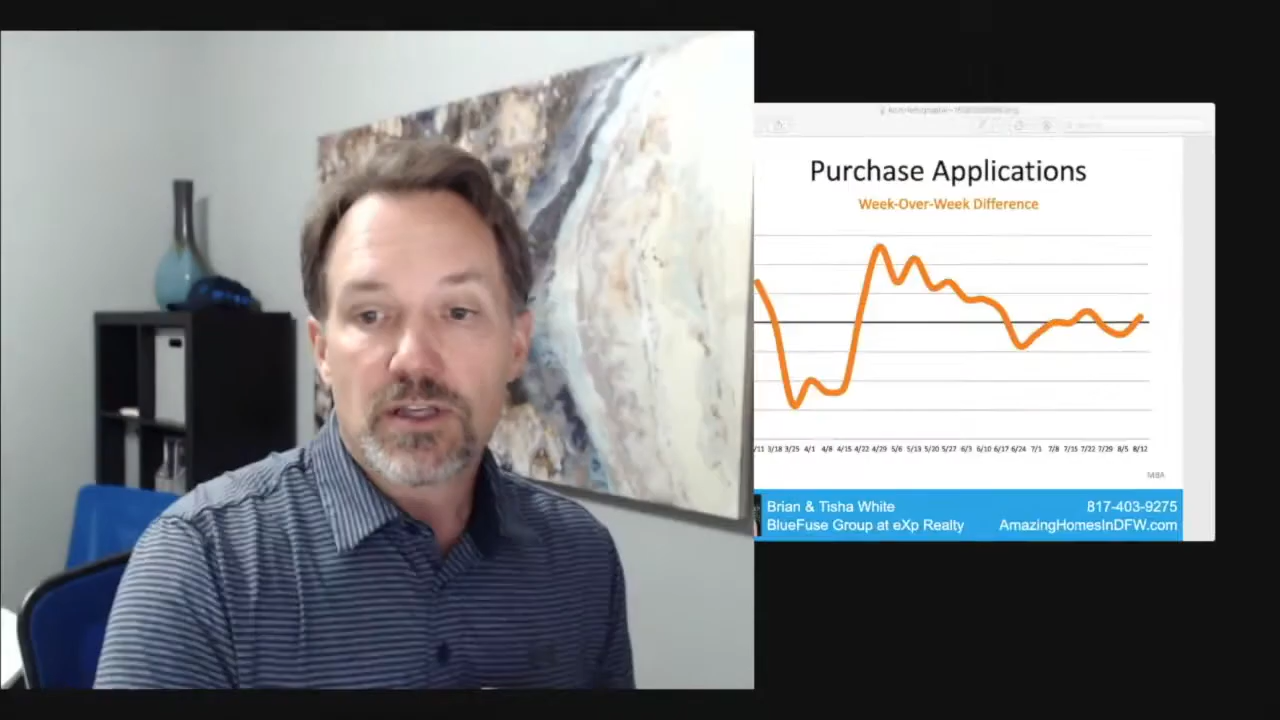 Purchase Applications
Week-Over-Week Difference
/11 3/18 3/25 4/1 4/8 4/15 4/22 4/29 5/6 5/13 5/20 5/27 6/3 6/10 6/17 6/24 7/1 7/8 7/15 7/22 7/29 8/5 8/12
MBA
Brian & Tisha White 817-403-9275
BlueFuse Group at eXp Realty AmazingHomesInDFW.com